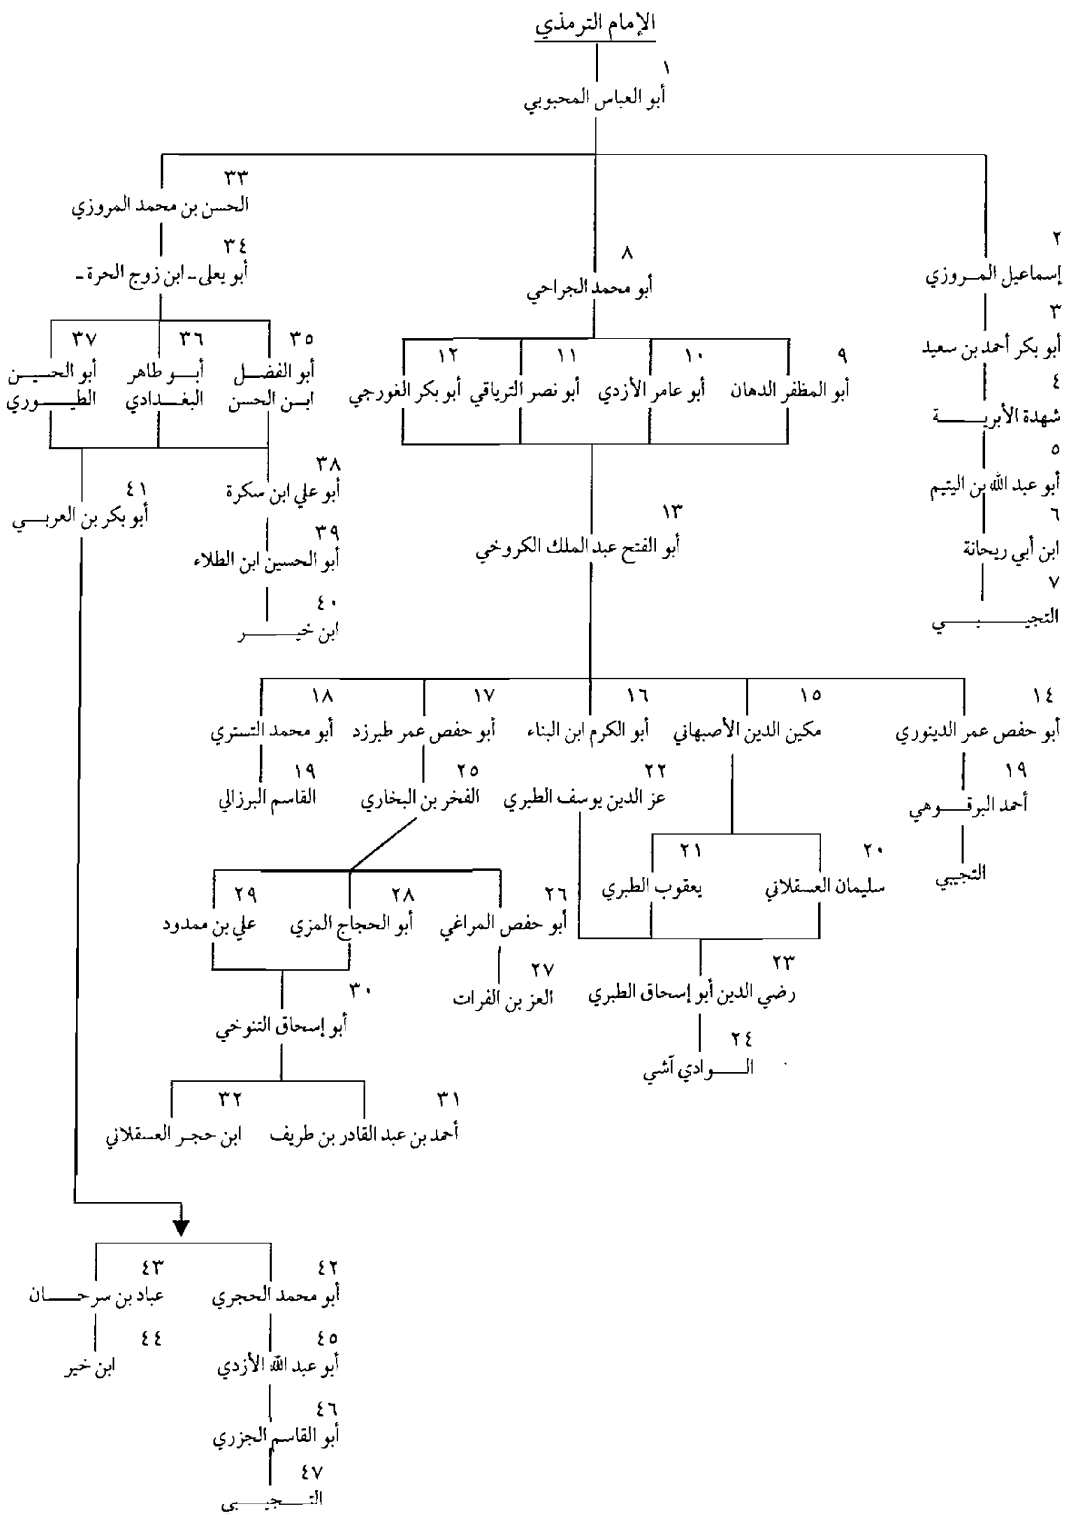 الإمام الترمذي
١
أبو العباس المحبوبي
٢
إسماعيل المروزي
٣
أبو بكر أحمد بن سعيد
٤
شهدة الأبرية
٥
أبو عبد الله بن اليتيم
٦
ابن أبي ريحانة
٧
التجيبي
٨
أبو محمد الجراحي
٩
أبو المظفر الدهان
١٠
أبو عامر الأزدي
١١
أبو نصر الترياقي
١٢
أبو بكر الغورجي
١٣
أبو الفتح عبد الملك الكروخي
١٤
أبو حفص عمر الدينوري
١٩
أحمد البرقوهي
التجيبي
١٥
مكين الدين الأصبهاني
٢٠
سليمان العسقلاني
٢١
يعقوب الطبري
١٦
أبو الكرم ابن البناء
٢٢
عز الدين يوسف الطبري
٢٣
رضي الدين أبو إسحاق الطبري
٢٤
الوادي آشي
١٧
أبو حفص عمر طبرزد
٢٥
الفخر بن البخاري
٢٦
أبو حفص المراغي
٢٧
العز بن الفرات
٢٨
أبو الحجاج المزي
٢٩
علي بن ممدود
٣٠
أبو إسحاق التنوخي
٣١
أحمد بن عبد القادر بن طريف
٣٢
ابن حجر العسقلاني
١٨
أبو محمد التستري
١٩
القاسم البرزالي
٣٣
الحسن بن محمد المروزي
٣٤
أبو يعلى - ابن زوج الحرة -
٣٥
أبو الفضل
ابن الحسن
٣٦
أبو طاهر
البغدادي
٣٧
أبو الحسين
الطيوري
٣٨
أبو علي ابن سكرة
٣٩
أبو الحسين ابن الطلاء
٤٠
ابن خير
٤١
أبو بكر بن العربي
٤٢
أبو محمد الحجري
٤٣
عباد بن سرحان
٤٤
ابن خير
٤٥
أبو عبد الله الأزدي
٤٦
أبو القاسم الجزري
٤٧
التجيبي